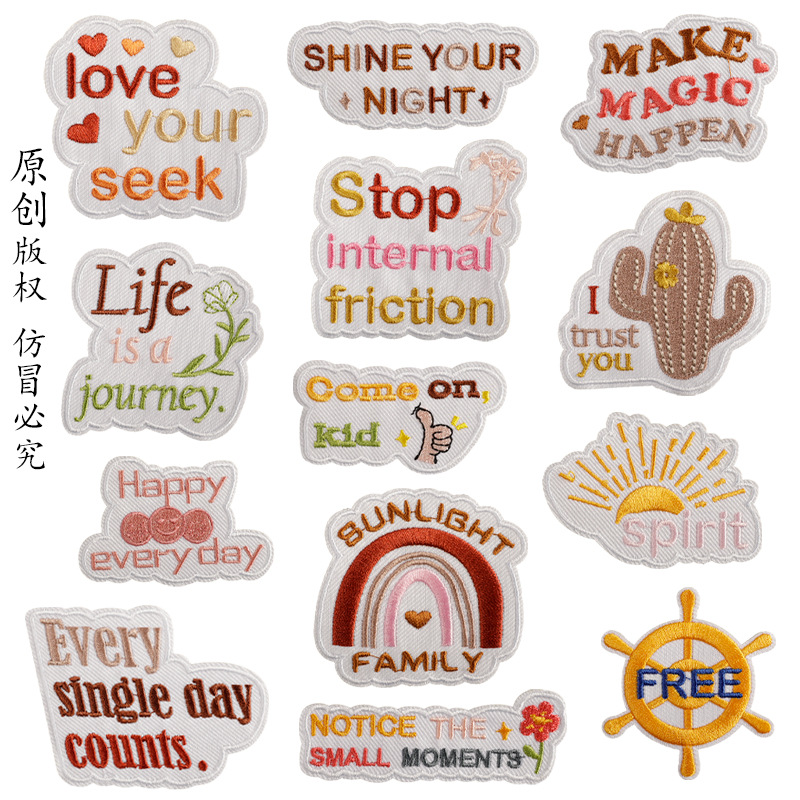 love
your
seek
SHINE YOUR
NIGHT
MAKE
MAGIC
HAPPEN
原创版权 仿冒必究
Stop
internal
friction
I
trust
you
Life
is a
journey.
Come on,
kid
Happy
every day
SUNLIGHT
FAMILY
spirit
Every
single day
counts.
NOTICE THE
SMALL MOMENTS
FREE